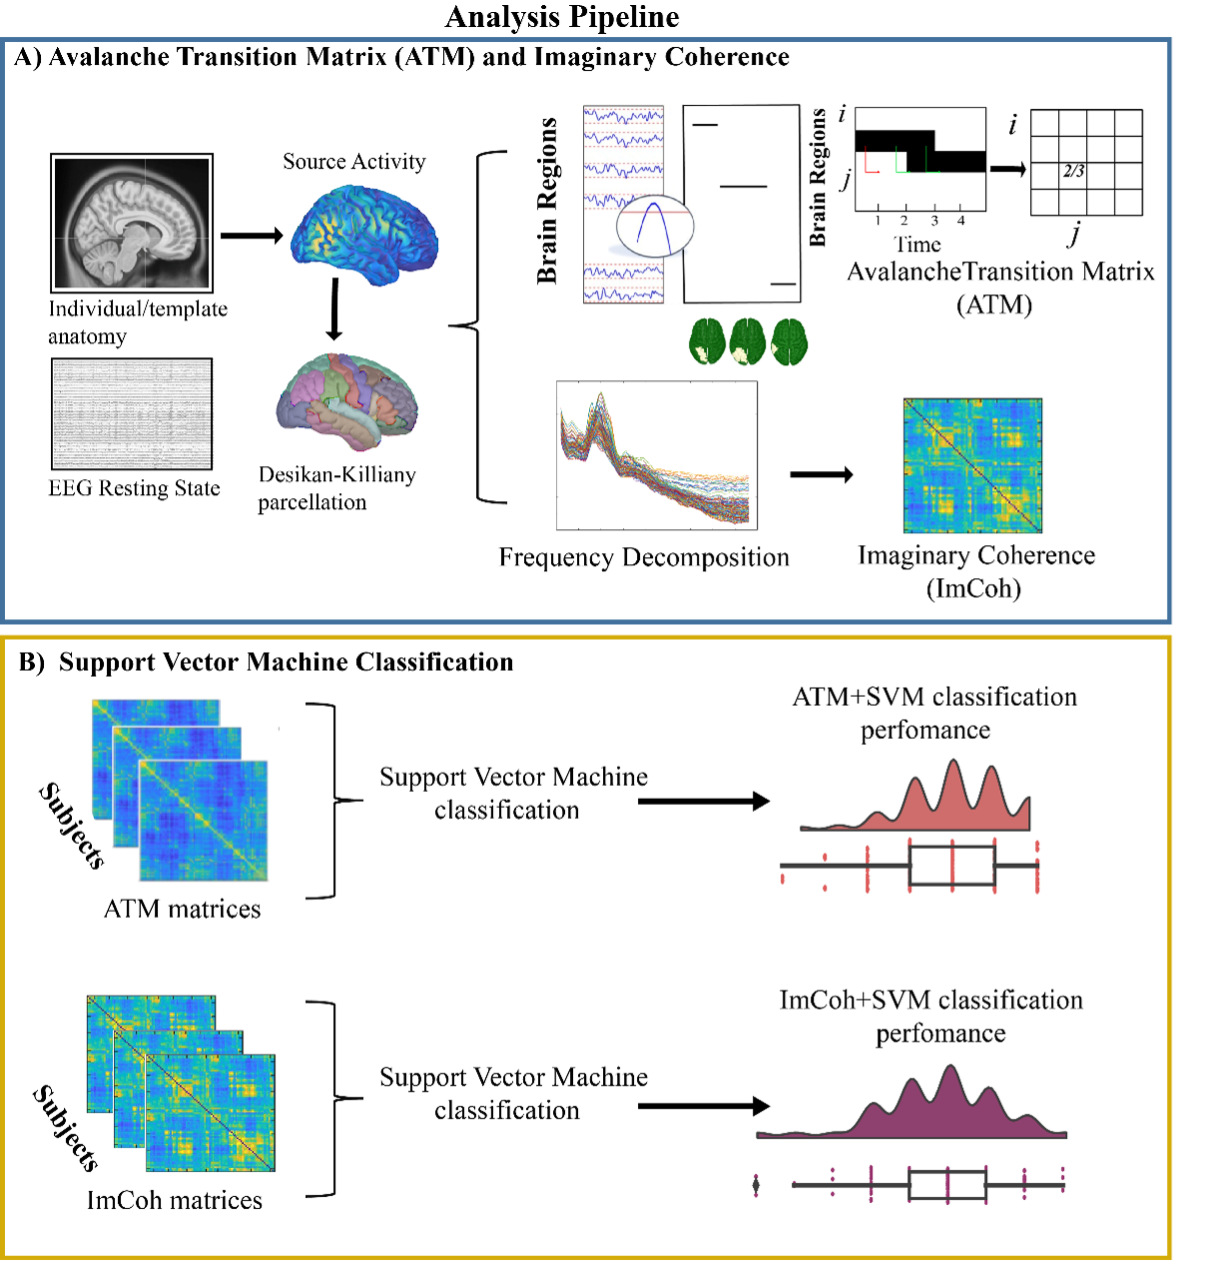 Analysis Pipeline
A) Avalanche Transition Matrix (ATM) and Imaginary Coherence
Individual/template
anatomy
EEG Resting State
Source Activity
Desikan-Killiany
parcellation
Brain Regions
Brain Regions
i
j
1 2 3 4
Time
i
2/3
j
AvalancheTransition Matrix
(ATM)
Frequency Decomposition
Imaginary Coherence
(ImCoh)
B) Support Vector Machine Classification
Subjects
ATM matrices
Support Vector Machine
classification
ATM+SVM classification
perfomance
Subjects
ImCoh matrices
Support Vector Machine
classification
ImCoh+SVM classification
perfomance